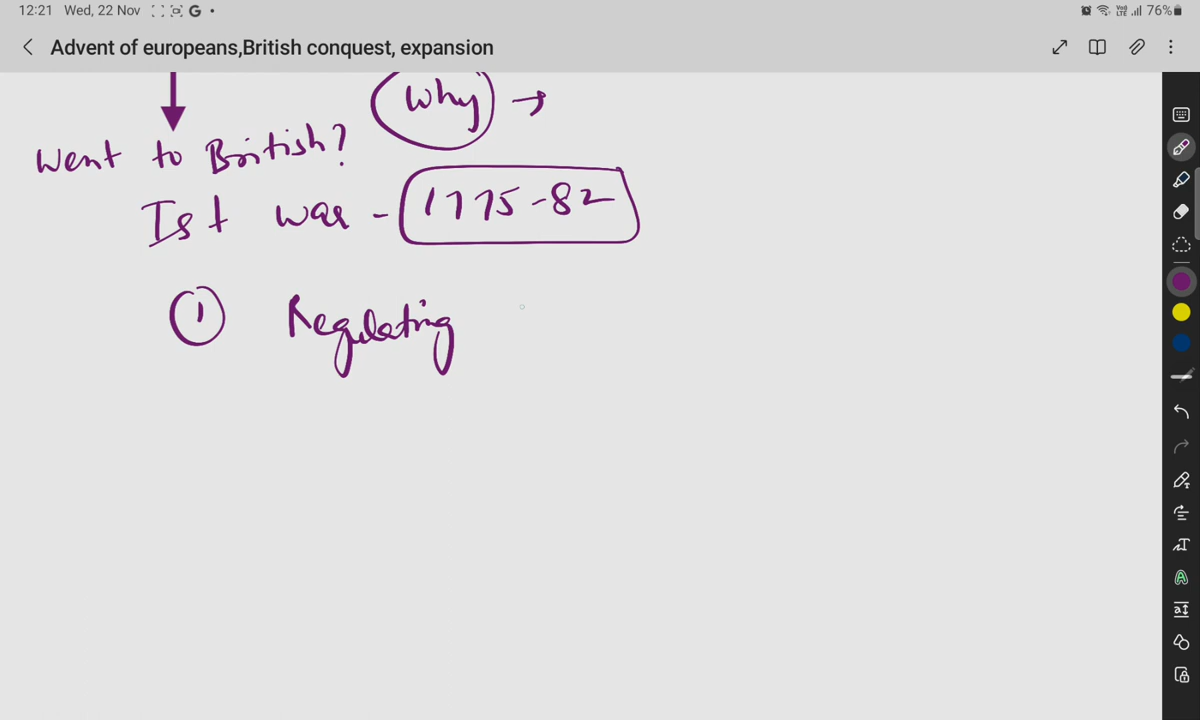 12:21 Wed, 22 Nov G • 76%
Advent of europeans,British conquest, expansion
Why →
Went to British?
Ist war - 1775-82
① Regulating